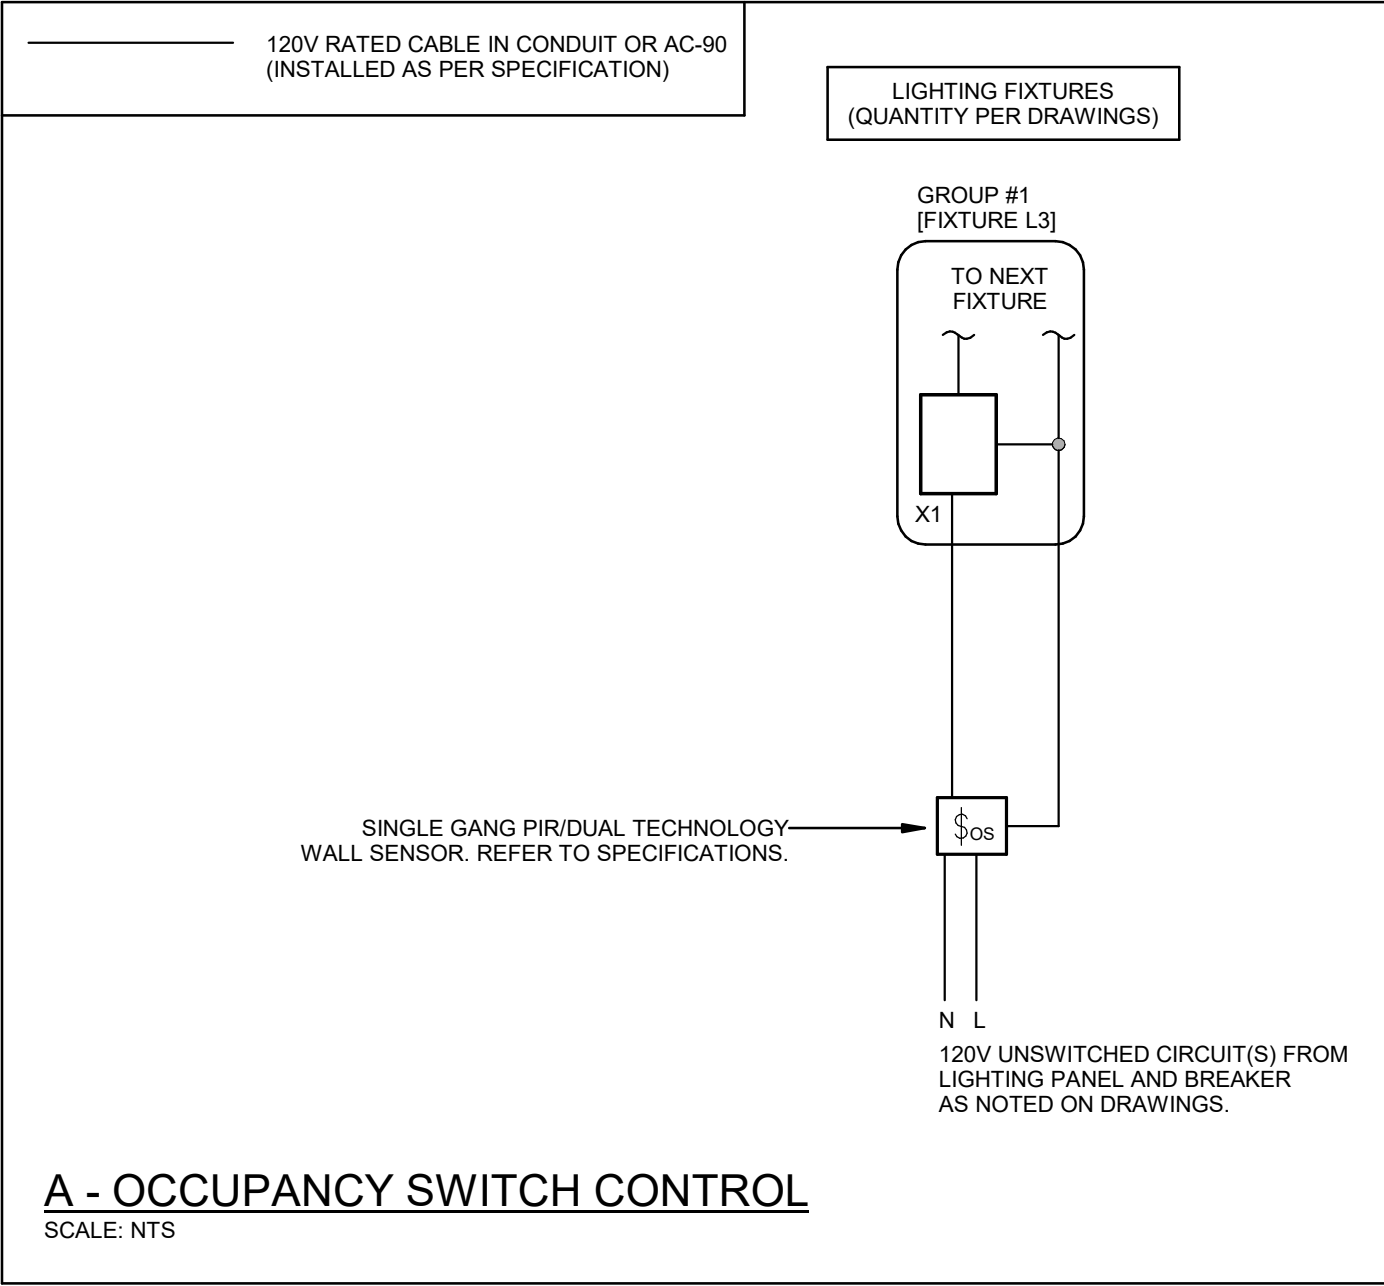 120V RATED CABLE IN CONDUIT OR AC-90
(INSTALLED AS PER SPECIFICATION)
LIGHTING FIXTURES
(QUANTITY PER DRAWINGS)
GROUP #1
[FIXTURE L3]
TO NEXT
FIXTURE
X1
SINGLE GANG PIR/DUAL TECHNOLOGY
WALL SENSOR. REFER TO SPECIFICATIONS.
$OS
N L
120V UNSWITCHED CIRCUIT(S) FROM
LIGHTING PANEL AND BREAKER
AS NOTED ON DRAWINGS.
A - OCCUPANCY SWITCH CONTROL
SCALE: NTS